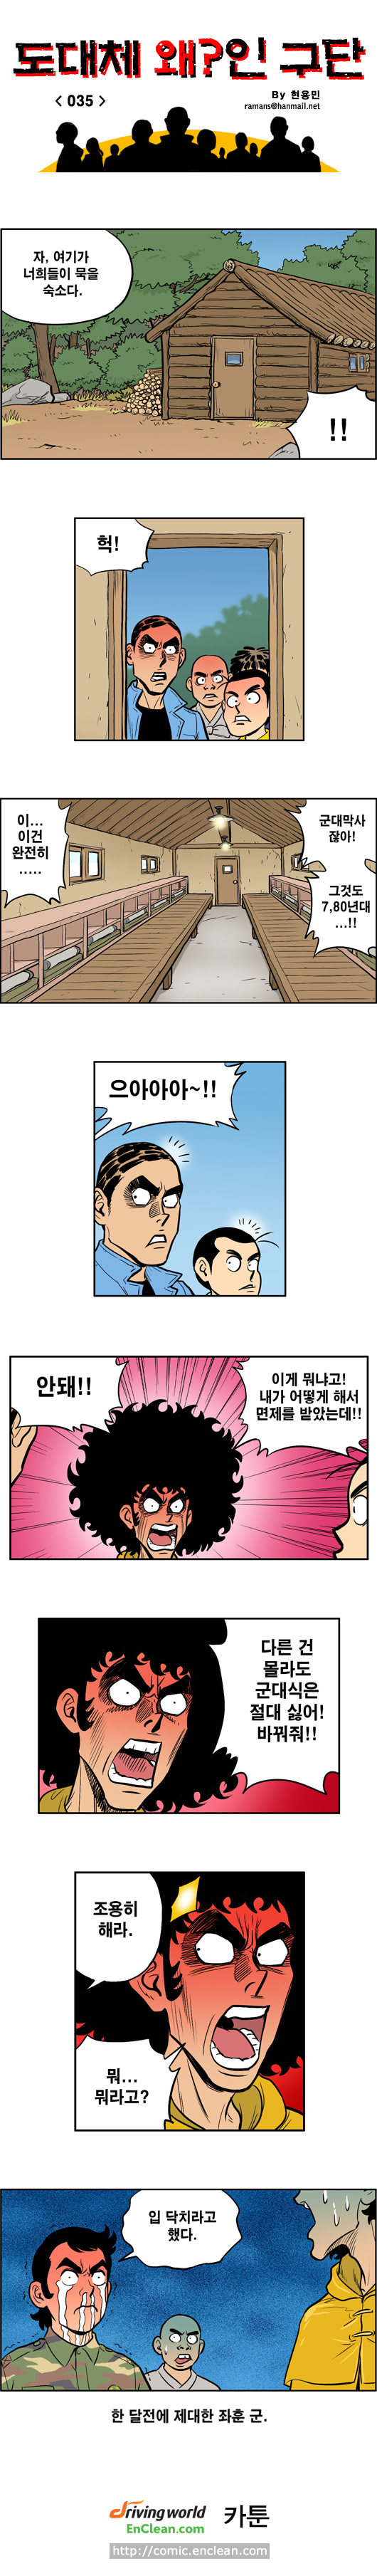 도대체 왜?인 구단
< 035 >
By 현용민
ramans@hanmail.net
자, 여기가
너희들이 묵을
숙소다.
!!
헉!
이...
이건
완전히
.....
군대막사
잖아!
그것도
7,80년대
...!!
으아아아~!!
안돼!!
이게 뭐냐고!
내가 어떻게 해서
면제를 받았는데!!
다른 건
몰라도
군대식은
절대 싫어!
바꿔줘!!
조용히
해라.
뭐...
뭐라고?
입 닥치라고
했다.
한 달전에 제대한 좌훈 군.
drivingworld
EnClean.com
카툰
http://comic.enclean.com